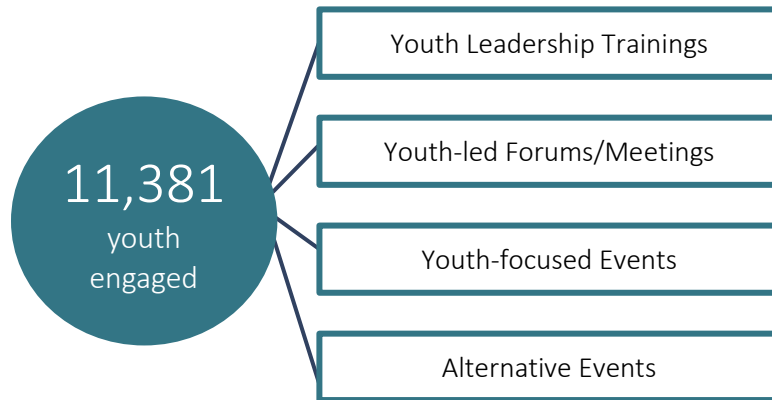 11,381
youth
engaged
Youth Leadership Trainings
Youth-led Forums/Meetings
Youth-focused Events
Alternative Events